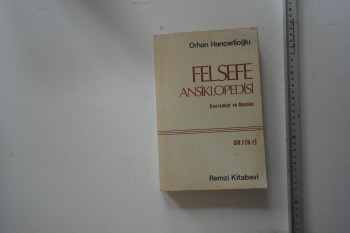 Orhan Hançerlioğlu
FELSEFE
ANSİKLOPEDİSİ
Kavramlar ve Akımlar
Remzi Kitabevi